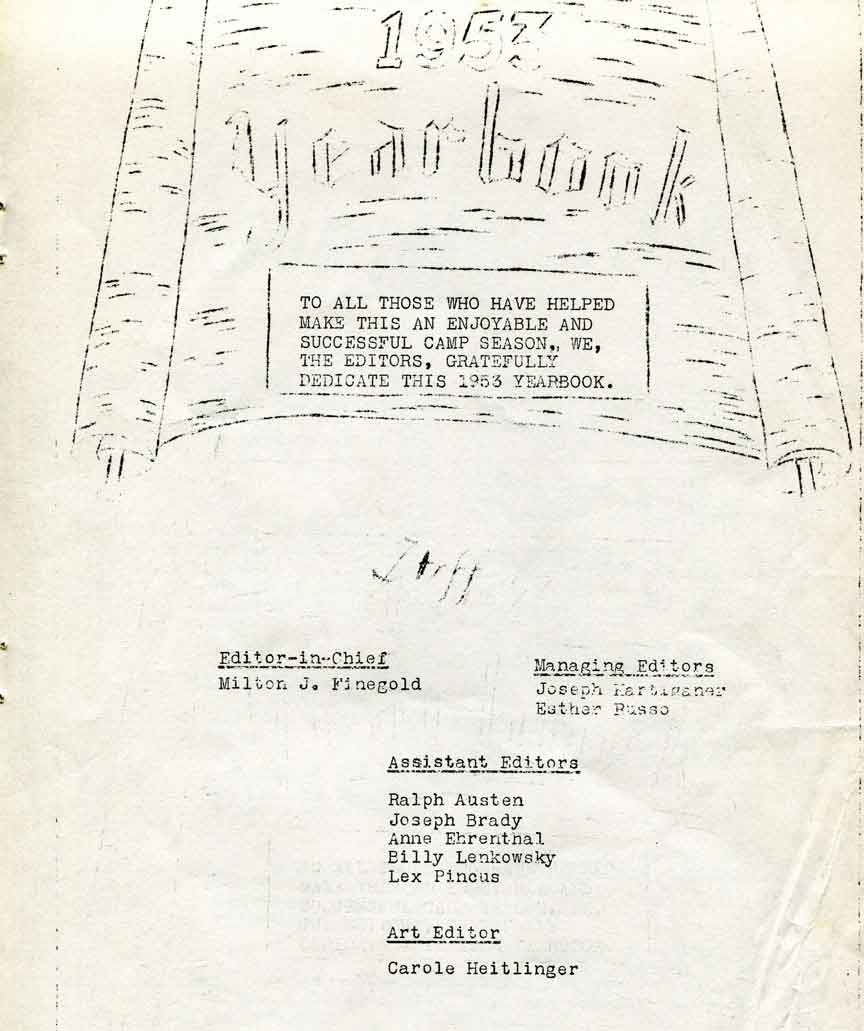 1953
Yearbook
TO ALL THOSE WHO HAVE HELPED
MAKE THIS AN ENJOYABLE AND
SUCCESSFUL CAMP SEASON,, WE,
THE EDITORS, GRATEFULLY
DEDICATE THIS 1953 YEARBOOK.
Staff
Editor-in-Chief
Milton J. Finegold
Managing Editors
Joseph Hartiganer
Esther Russo
Assistant Editors
Ralph Austen
Joseph Brady
Anne Ehrenthal
Billy Lenkowsky
Lex Pincus
Art Editor
Carole Heitlinger